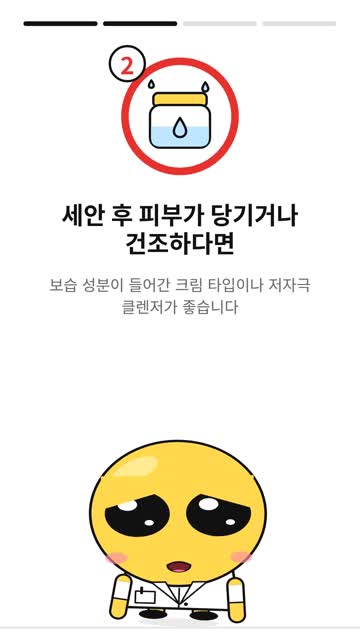 2
세안 후 피부가 당기거나
건조하다면
보습 성분이 들어간 크림 타입이나 저자극
클렌저가 좋습니다